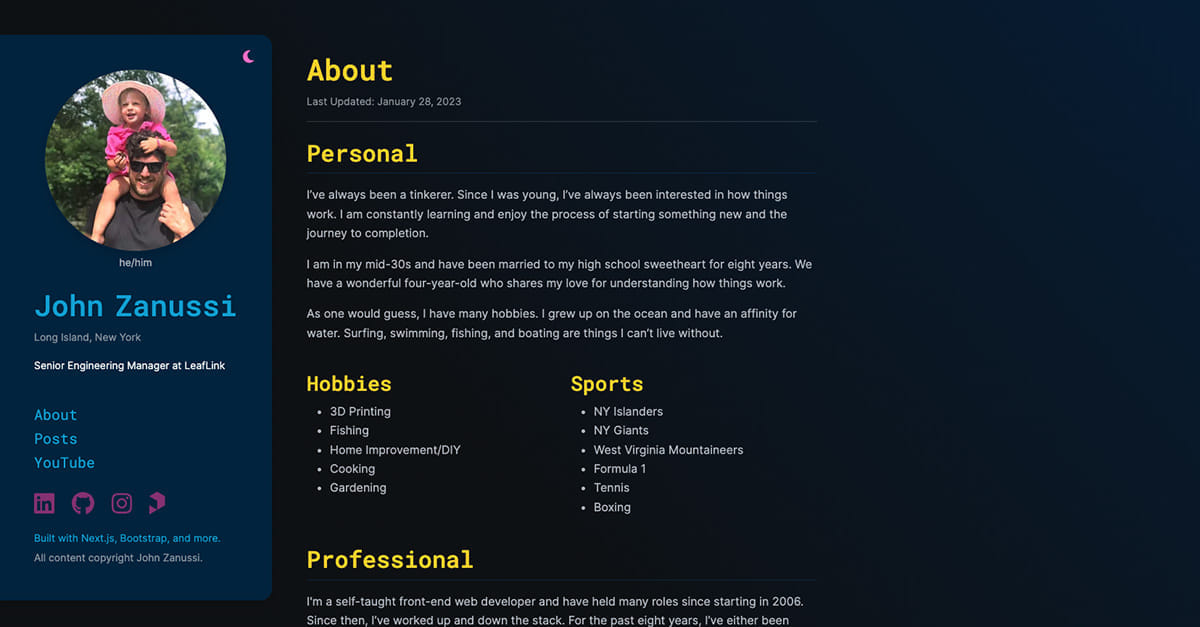 he/him
John Zanussi
Long Island, New York
Senior Engineering Manager at LeafLink
About
Posts
YouTube
in
Built with Next.js, Bootstrap, and more.
All content copyright John Zanussi.
About
Last Updated: January 28, 2023
Personal
I’ve always been a tinkerer. Since I was young, I’ve always been interested in how things
work. I am constantly learning and enjoy the process of starting something new and the
journey to completion.
I am in my mid-30s and have been married to my high school sweetheart for eight years. We
have a wonderful four-year-old who shares my love for understanding how things work.
As one would guess, I have many hobbies. I grew up on the ocean and have an affinity for
water. Surfing, swimming, fishing, and boating are things I can’t live without.
Hobbies
• 3D Printing
• Fishing
• Home Improvement/DIY
• Cooking
• Gardening
Sports
• NY Islanders
• NY Giants
• West Virginia Mountaineers
• Formula 1
• Tennis
• Boxing
Professional
I'm a self-taught front-end web developer and have held many roles since starting in 2006.
Since then, I’ve worked up and down the stack. For the past eight years, I’ve either been